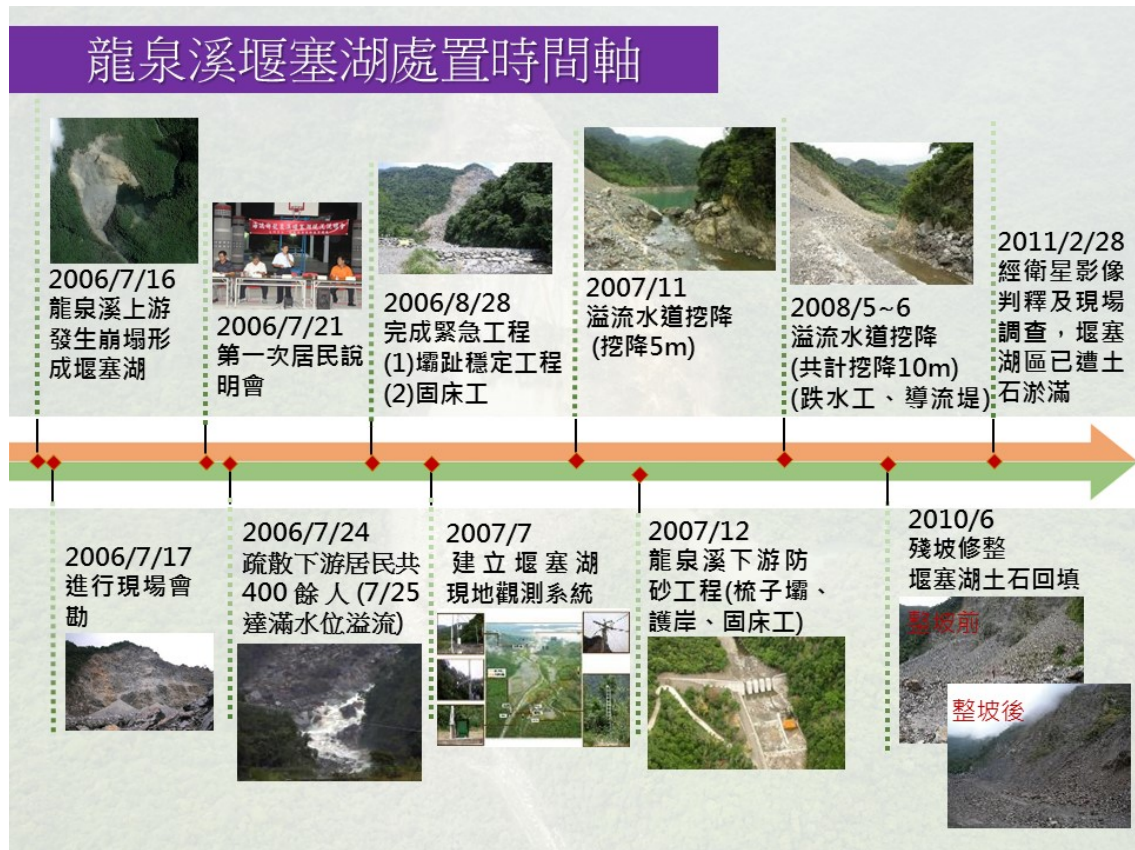 龍泉溪堰塞湖處置時間軸
2006/7/16
龍泉溪上游
發生崩塌形
成堰塞湖
2006/7/21
第一次居民說
明會
2006/8/28
完成緊急工程
(1)壩趾穩定工程
(2)固床工
2007/11
溢流水道挖降
(挖降5m)
2008/5~6
溢流水道挖降
(共計挖降10m)
(跌水工、導流堤)
2011/2/28
經衛星影像
判釋及現場
調查，堰塞
湖區已遭土
石淤滿
2006/7/17
進行現場會
勘
2006/7/24
疏散下游居民共
400 餘 人 (7/25
達滿水位溢流)
2007/7
建 立 堰 塞 湖
現地觀測系統
2007/12
龍泉溪下游防
砂工程(梳子壩、
護岸、固床工)
2010/6
殘坡修整
堰塞湖土石回填
整坡前
整坡後